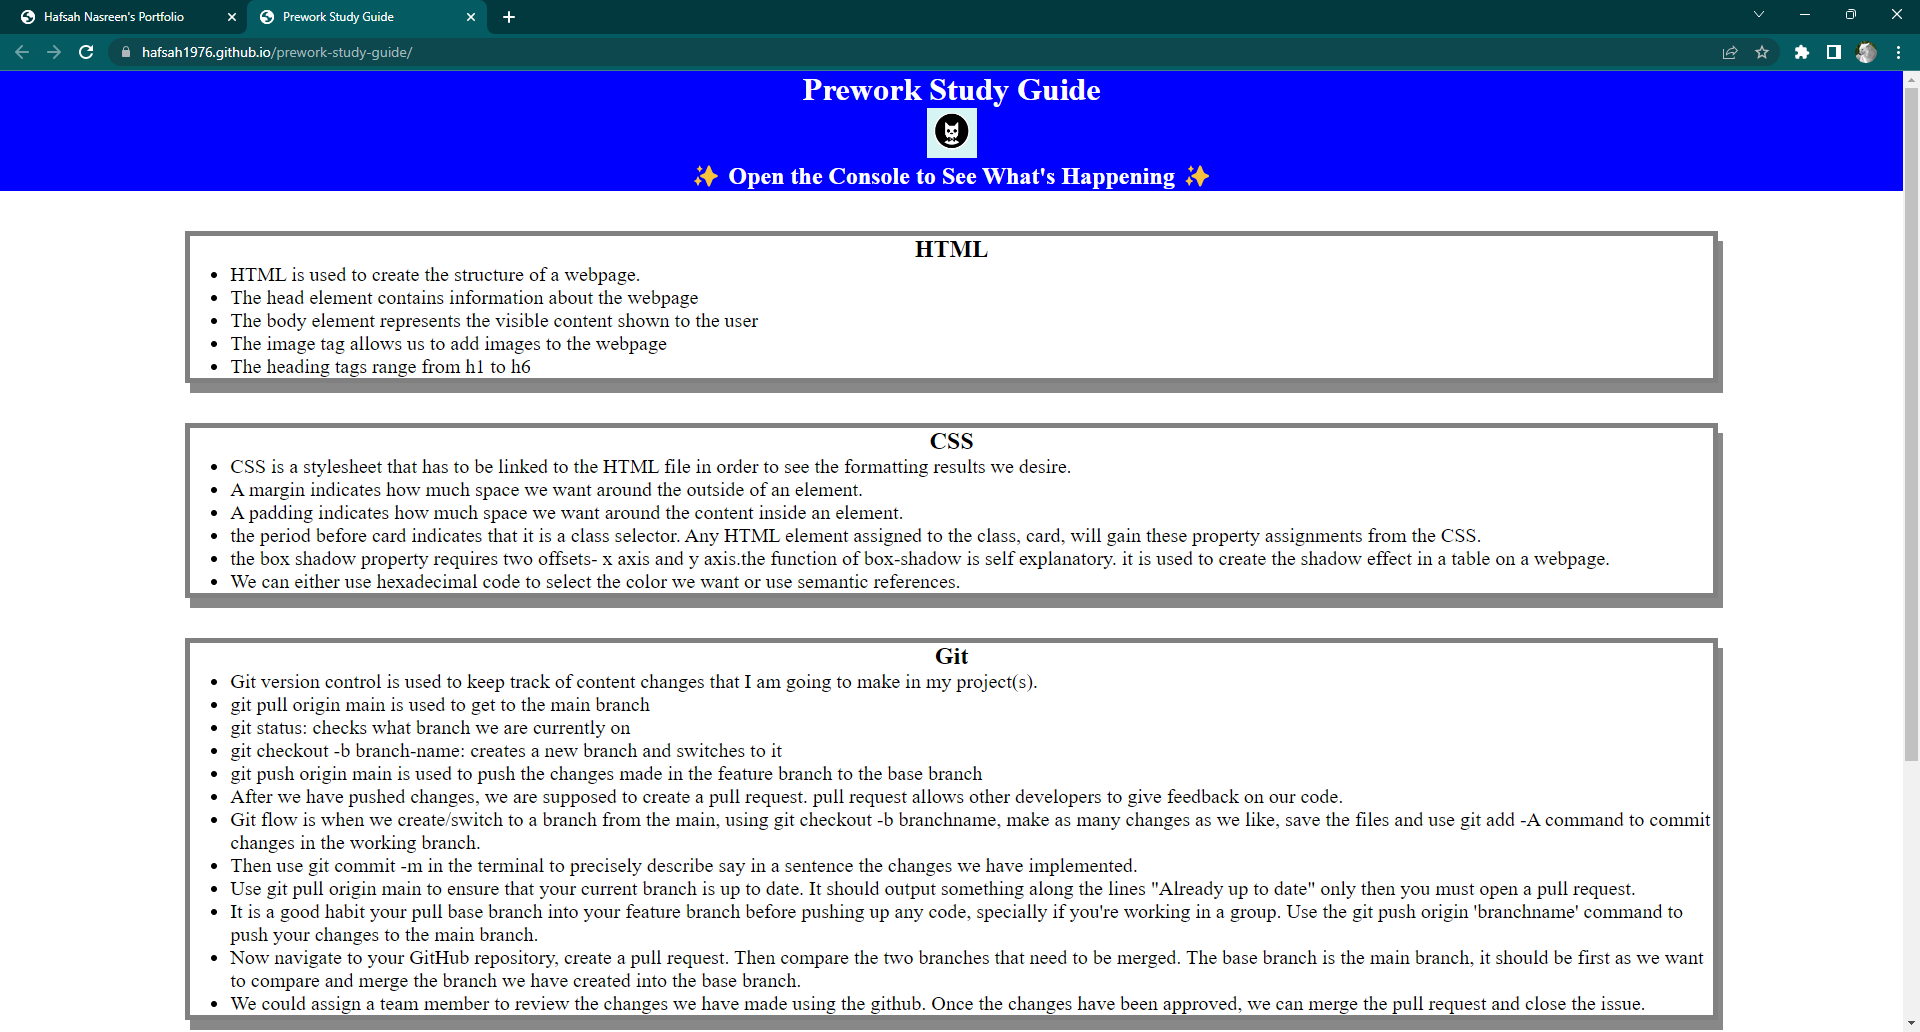 Hafsah Nasreen's Portfolio
Prework Study Guide
hafsah1976.github.io/prework-study-guide/
Prework Study Guide
✨ Open the Console to See What's Happening ✨
HTML
• HTML is used to create the structure of a webpage.
• The head element contains information about the webpage
• The body element represents the visible content shown to the user
• The image tag allows us to add images to the webpage
• The heading tags range from h1 to h6
CSS
• CSS is a stylesheet that has to be linked to the HTML file in order to see the formatting results we desire.
• A margin indicates how much space we want around the outside of an element.
• A padding indicates how much space we want around the content inside an element.
• the period before card indicates that it is a class selector. Any HTML element assigned to the class, card, will gain these property assignments from the CSS.
• the box shadow property requires two offsets- x axis and y axis.the function of box-shadow is self explanatory. it is used to create the shadow effect in a table on a webpage.
• We can either use hexadecimal code to select the color we want or use semantic references.
Git
• Git version control is used to keep track of content changes that I am going to make in my project(s).
• git pull origin main is used to get to the main branch
• git status: checks what branch we are currently on
• git checkout -b branch-name: creates a new branch and switches to it
• git push origin main is used to push the changes made in the feature branch to the base branch
• After we have pushed changes, we are supposed to create a pull request. pull request allows other developers to give feedback on our code.
• Git flow is when we create/switch to a branch from the main, using git checkout -b branchname, make as many changes as we like, save the files and use git add -A command to commit
changes in the working branch.
• Then use git commit -m in the terminal to precisely describe say in a sentence the changes we have implemented.
• Use git pull origin main to ensure that your current branch is up to date. It should output something along the lines "Already up to date" only then you must open a pull request.
• It is a good habit your pull base branch into your feature branch before pushing up any code, specially if you're working in a group. Use the git push origin 'branchname' command to
push your changes to the main branch.
• Now navigate to your GitHub repository, create a pull request. Then compare the two branches that need to be merged. The base branch is the main branch, it should be first as we want
to compare and merge the branch we have created into the base branch.
• We could assign a team member to review the changes we have made using the github. Once the changes have been approved, we can merge the pull request and close the issue.